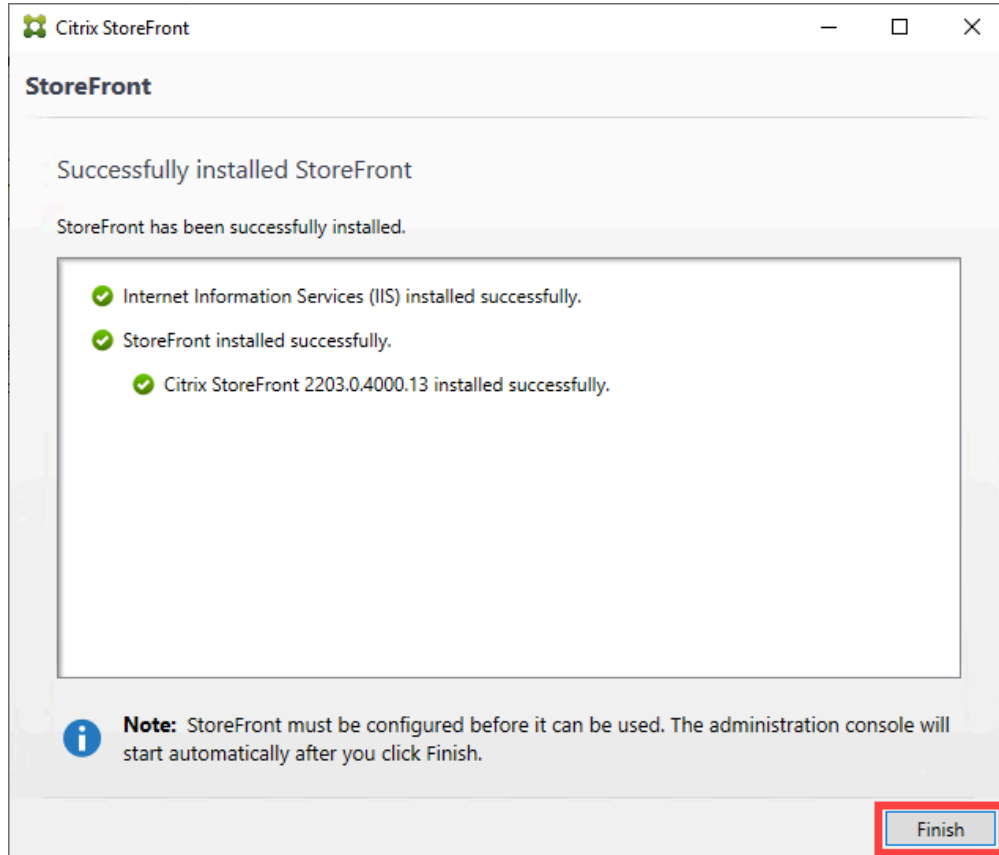 Citrix StoreFront
StoreFront
Successfully installed StoreFront
StoreFront has been successfully installed.
Internet Information Services (IIS) installed successfully.
StoreFront installed successfully.
Citrix StoreFront 2203.0.4000.13 installed successfully.
Note: StoreFront must be configured before it can be used. The administration console will
start automatically after you click Finish.
Finish